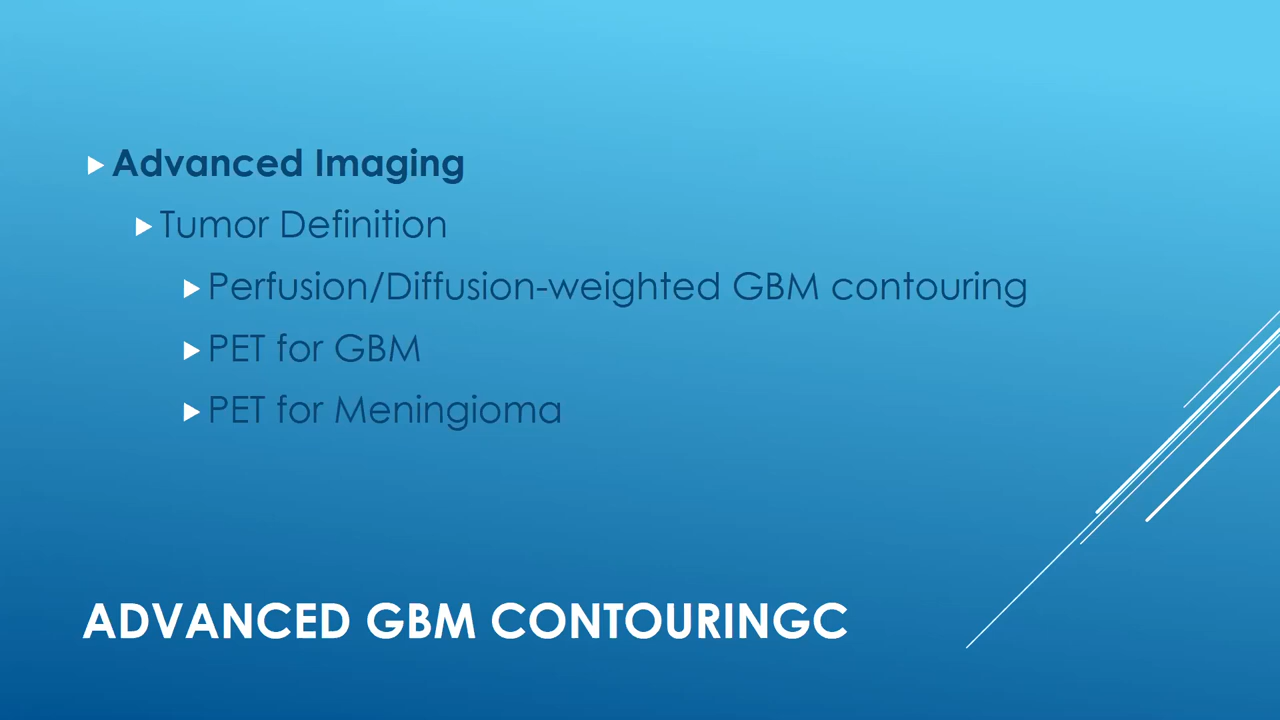 Advanced Imaging
Tumor Definition
Perfusion/Diffusion-weighted GBM contouring
PET for GBM
PET for Meningioma
ADVANCED GBM CONTOURINGC